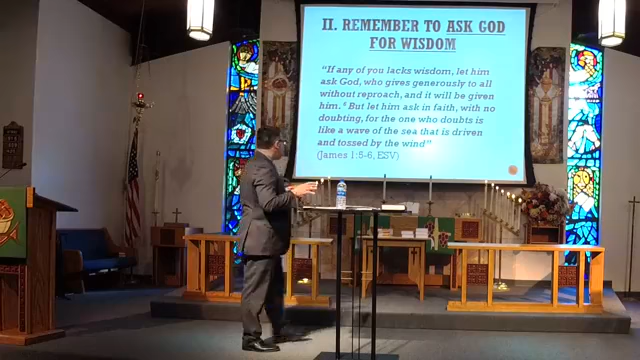 II. REMEMBER TO ASK GOD
FOR WISDOM
“If any of you lacks wisdom, let him
ask God, who gives generously to all
without reproach, and it will be given
him. ⁶ But let him ask in faith, with no
doubting, for the one who doubts is
like a wave of the sea that is driven
and tossed by the wind”
(James 1:5-6, ESV)